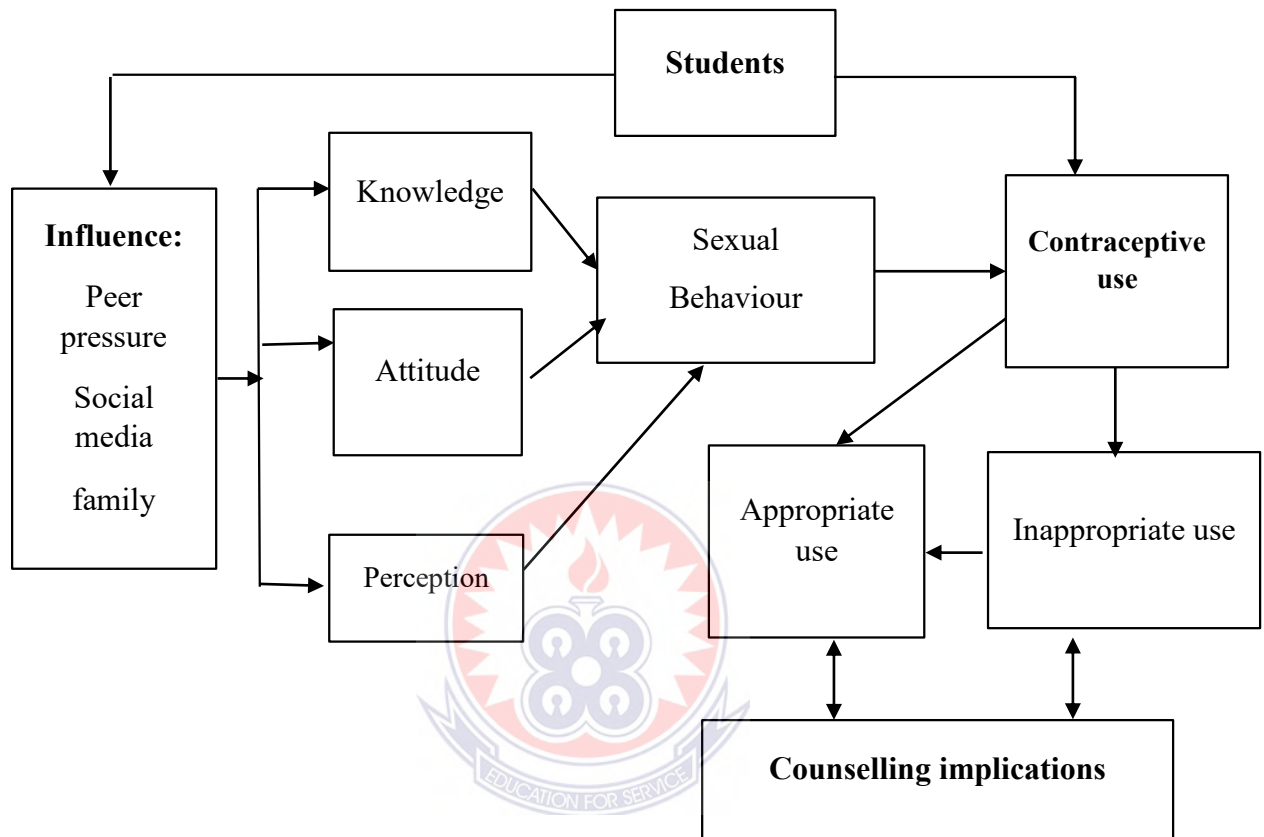 Students
Knowledge
Influence:
Peer
pressure
Social
media
family
Sexual
Behaviour
Contraceptive
use
Attitude
Perception
Appropriate
use
Inappropriate use
EDUCATION FOR SERVICE
Counselling implications